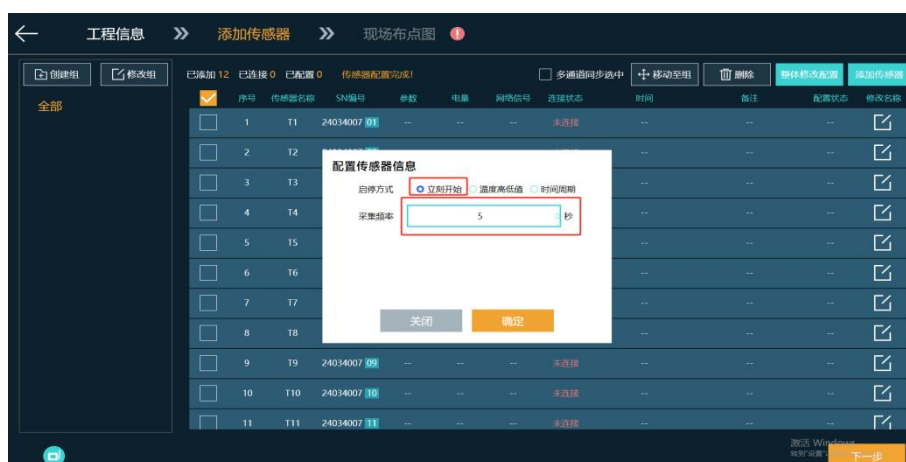 工程信息 添加传感器 现场布点图
创建组 修改组 已添加 12 已连接 0 已配置 0 传感器配置完成! 多通道同步选中 移动至组 删除 整体修改配置 添加传感器
全部
序号 传感器名称 SN编号 参数 电量 网络信号 连接状态 时间 备注 配置状态 修改名称
1 T1 24034007 01 -- -- -- 未连接 -- -- --
2 T2 -- -- --
配置传感器信息
3 T3 -- -- --
启停方式 立刻开始 温度高低值 时间周期
4 T4 -- -- --
采集频率 5 秒
5 T5 -- -- --
6 T6 -- -- --
7 T7 -- -- --
关闭 确定
8 T8 -- -- --
9 T9 24034007 09 -- -- -- 未连接 -- -- --
10 T10 24034007 10 -- -- -- 未连接 -- -- --
11 T11 24034007 11 -- -- -- 未连接 -- -- --
激活 Windows
转到"设置"
下一步